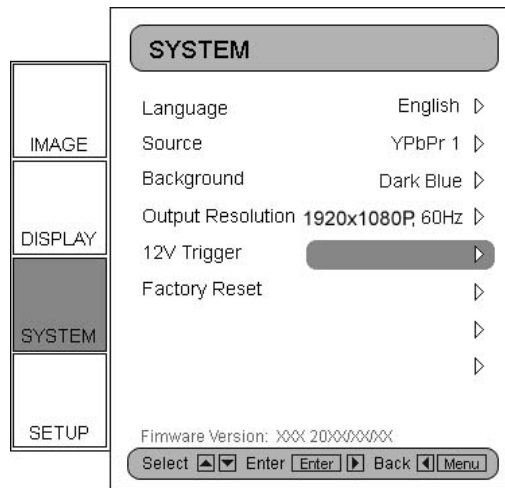 SYSTEM
IMAGE
DISPLAY
SYSTEM
SETUP
Language English
Source YPbPr 1
Background Dark Blue
Output Resolution 1920x1080P, 60Hz
12V Trigger
Factory Reset
Fimware Version: XXX 20XX/XX/XX
Select Enter Enter Back Menu